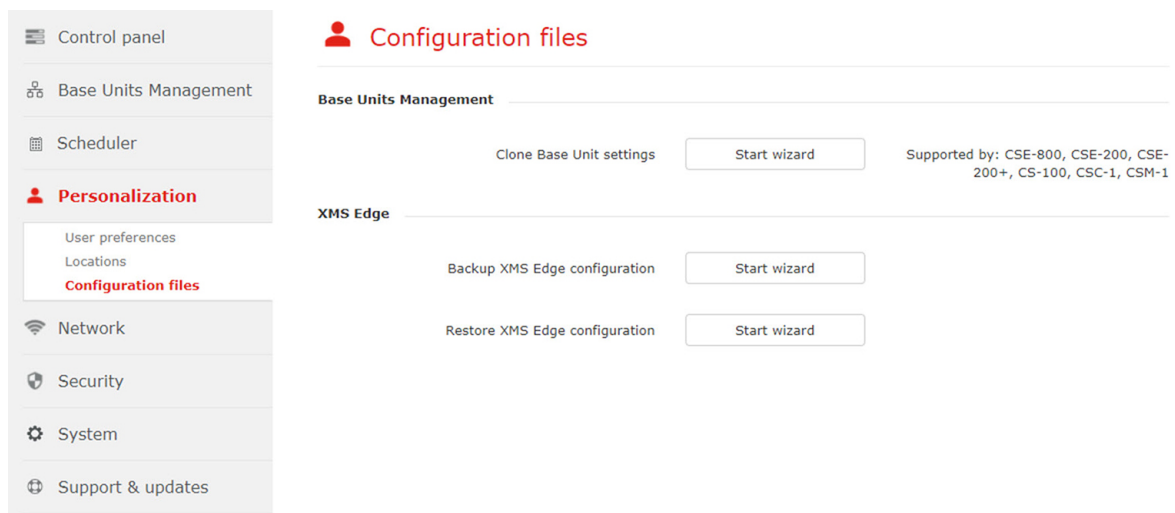 Control panel
Base Units Management
Scheduler
Personalization
User preferences
Locations
Configuration files
Network
Security
System
Support & updates
Configuration files
Base Units Management
Clone Base Unit settings
Start wizard
Supported by: CSE-800, CSE-200, CSE-
200+, CS-100, CSC-1, CSM-1
XMS Edge
Backup XMS Edge configuration
Start wizard
Restore XMS Edge configuration
Start wizard